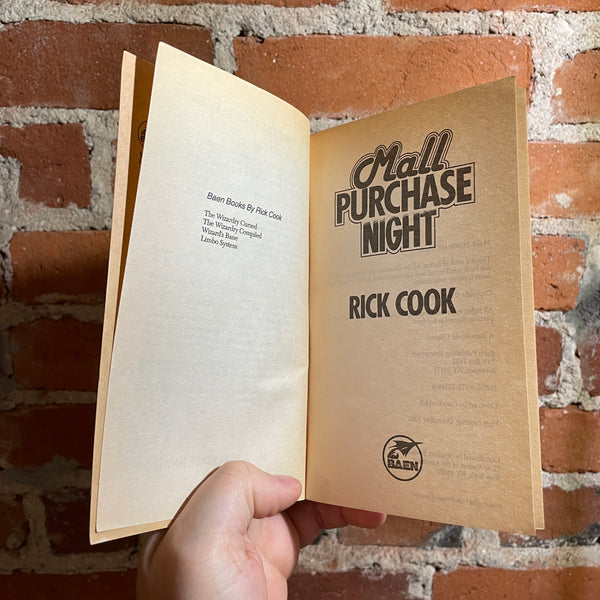 Baen Books By Rick Cook
The Wizardry Cursed
The Wizardry Compiled
Wizard's Bane
Limbo System
Mall
PURCHASE
NIGHT
RICK COOK
BAEN